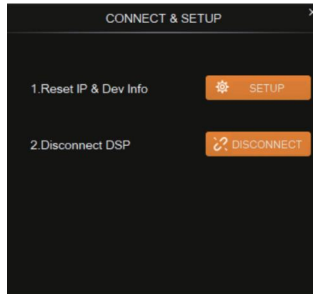 CONNECT & SETUP
1.Reset IP & Dev Info
SETUP
2.Disconnect DSP
DISCONNECT